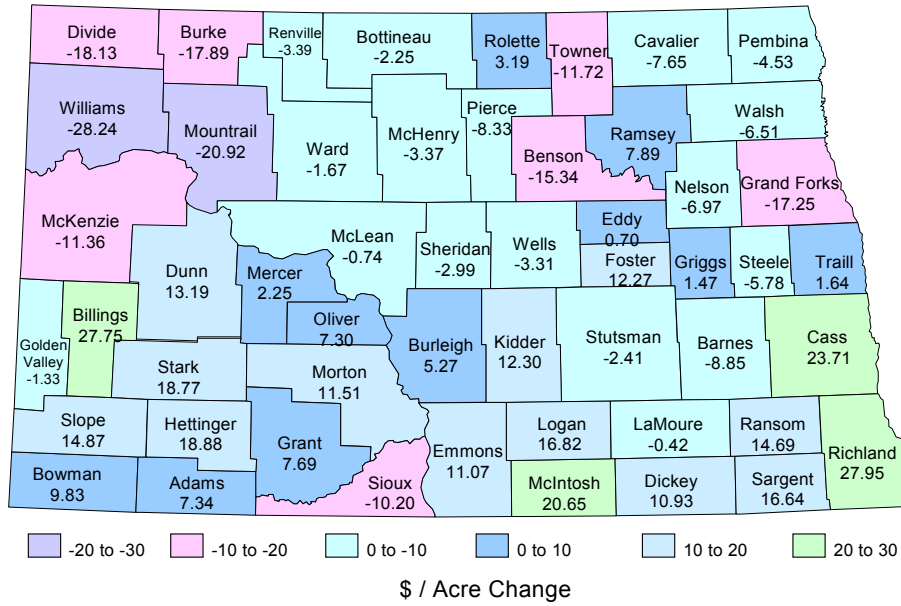 Divide
-18.13
Burke
-17.89
Renville
-3.39
Bottineau
-2.25
Rolette
3.19
Towner
-11.72
Cavalier
-7.65
Pembina
-4.53
Williams
-28.24
Mountrail
-20.92
Ward
-1.67
McHenry
-3.37
Pierce
-8.33
Benson
-15.34
Ramsey
7.89
Walsh
-6.51
Nelson
-6.97
Grand Forks
-17.25
McKenzie
-11.36
Dunn
13.19
Mercer
2.25
Oliver
7.30
McLean
-0.74
Sheridan
-2.99
Wells
-3.31
Eddy
0.70
Foster
12.27
Griggs
1.47
Steele
-5.78
Traill
1.64
Golden
Valley
-1.33
Billings
27.75
Stark
18.77
Morton
11.51
Burleigh
5.27
Kidder
12.30
Stutsman
-2.41
Barnes
-8.85
Cass
23.71
Slope
14.87
Hettinger
18.88
Grant
7.69
Emmons
11.07
Logan
16.82
LaMoure
-0.42
Ransom
14.69
Richland
27.95
Bowman
9.83
Adams
7.34
Sioux
-10.20
McIntosh
20.65
Dickey
10.93
Sargent
16.64
-20 to -30
-10 to -20
0 to -10
0 to 10
10 to 20
20 to 30
$ / Acre Change